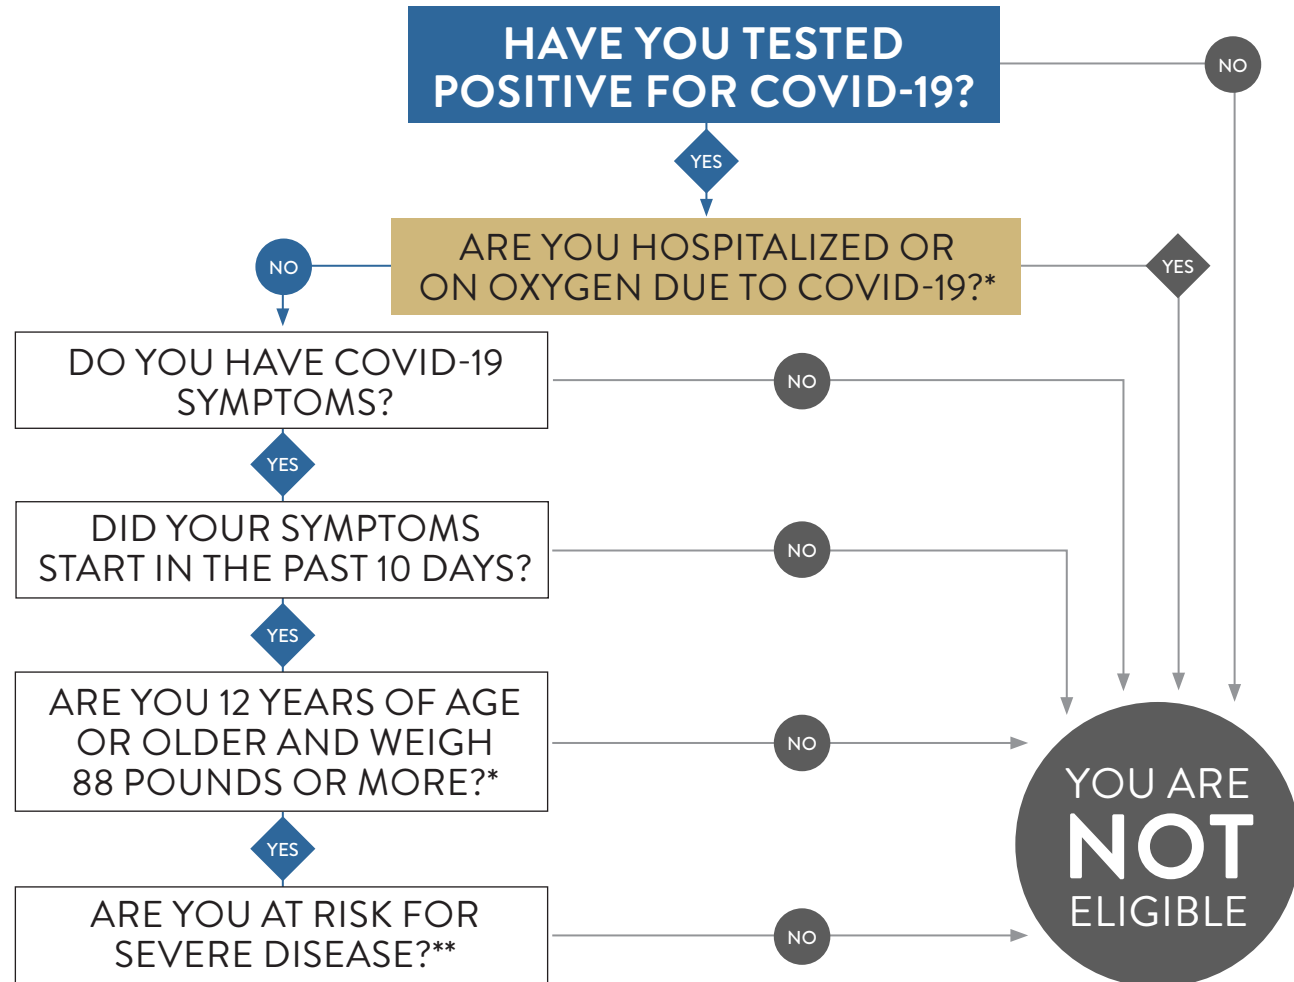 HAVE YOU TESTED
POSITIVE FOR COVID-19?
NO
YES
ARE YOU HOSPITALIZED OR
ON OXYGEN DUE TO COVID-19?*
NO
YES
DO YOU HAVE COVID-19
SYMPTOMS?
NO
YES
DID YOUR SYMPTOMS
START IN THE PAST 10 DAYS?
NO
YES
ARE YOU 12 YEARS OF AGE
OR OLDER AND WEIGH
88 POUNDS OR MORE?*
NO
YES
ARE YOU AT RISK FOR
SEVERE DISEASE?**
NO
YOU ARE
NOT
ELIGIBLE